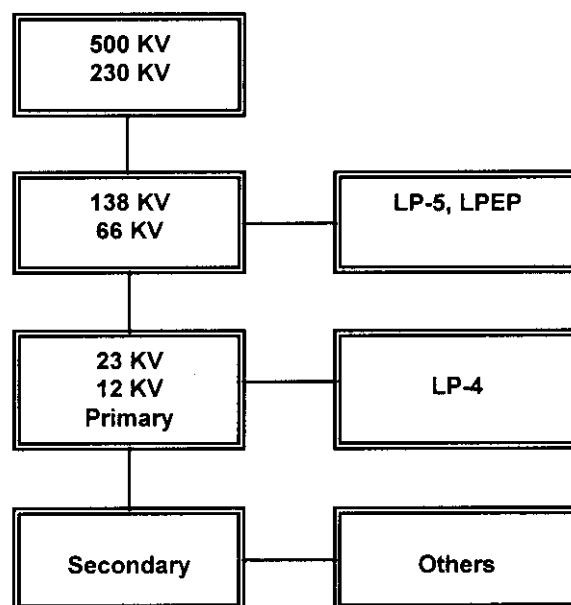 500 KV
230 KV
138 KV
66 KV
LP-5, LPEP
23 KV
12 KV
Primary
LP-4
Secondary
Others